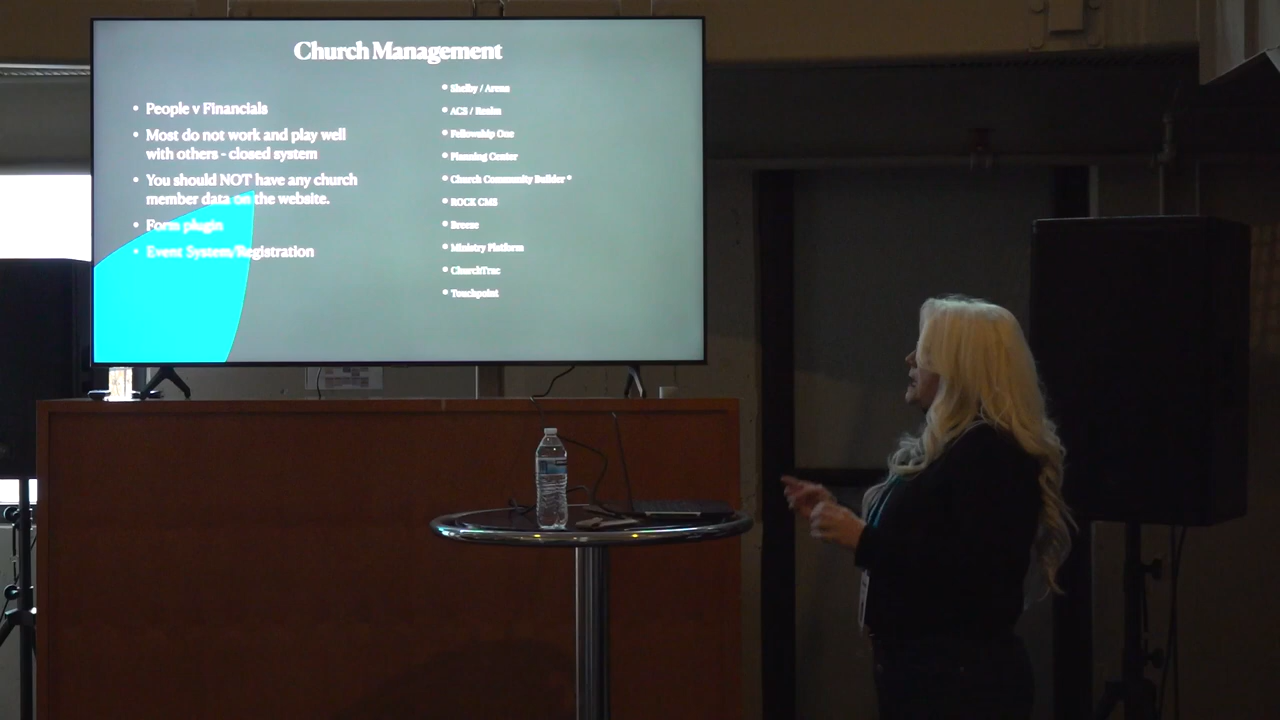 Church Management
• People v Financials
• Most do not work and play well
with others - closed system
• You should NOT have any church
member data on the website.
• Form plugin
• Event System/Registration
• Shelby / Arena
• ACS / Realm
• Fellowship One
• Planning Center
• Church Community Builder *
• ROCK CMS
• Breeze
• Ministry Platform
• ChurchTrac
• Touchpoint